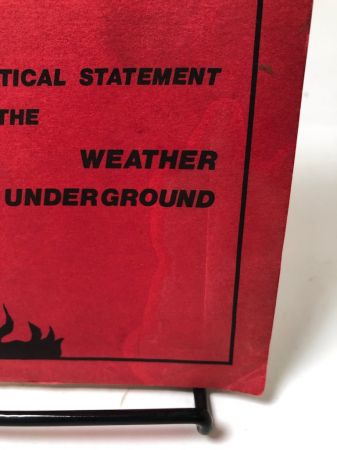 TICAL STATEMENT
THE
WEATHER
UNDERGROUND